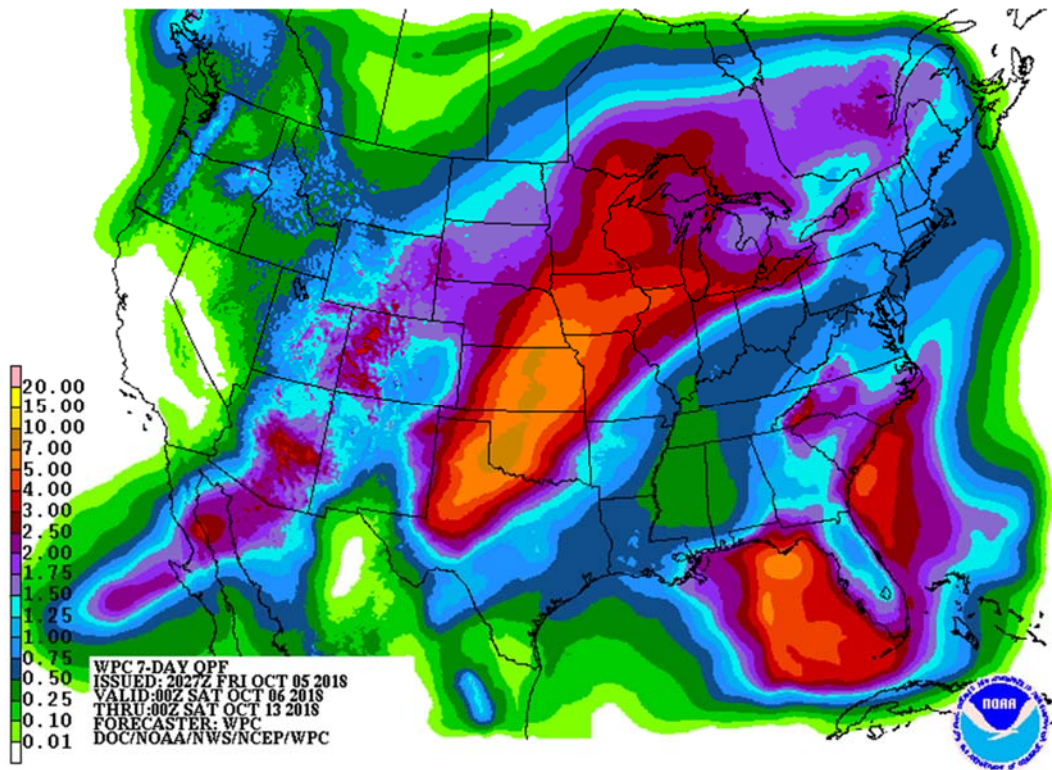 20.00
15.00
10.00
7.00
5.00
4.00
3.00
2.50
2.00
1.75
1.50
1.25
1.00
0.75
0.50
0.25
0.10
0.01
WPC 7-DAY QPF
ISSUED: 2027Z FRI OCT 05 2018
VALID:00Z SAT OCT 06 2018
THRU:00Z SAT OCT 13 2018
FORECASTER: WPC
DOC/NOAA/NWS/NCEP/WPC
NOAA